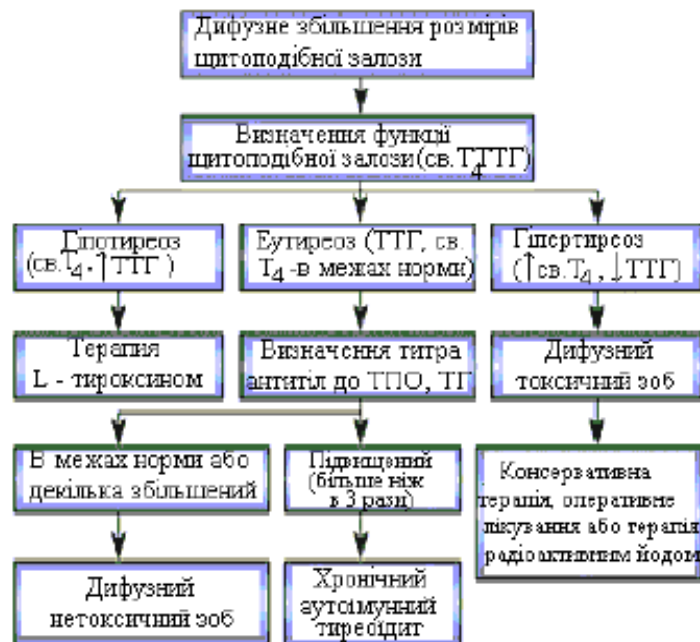 Дифузне збільшення розмірів
щитоподібної залози
Визначення функції
щитоподібної залози(св.Т₄ТТГ)
Гіпотиреоз
(св.Т₄.↑ТТГ)
Еутиреоз (ТТГ, св.
Т₄-в межах норми)
Гіпертиреоз
(↑св.Т₄,↓ТТГ)
Терапия
L - тироксином
Визначення титра
антитіл до ТПО, ТГ
Дифузний
токсичний зоб
В межах норми або
декілька збільшений
Підвищений
(більше ніж
в 3 рази)
Консервативна
терапія, оперативне
лікування або терапія
радіоактивним йодом
Дифузний
нетоксичний зоб
Хронічний
аутоімунний
тиреоїдит